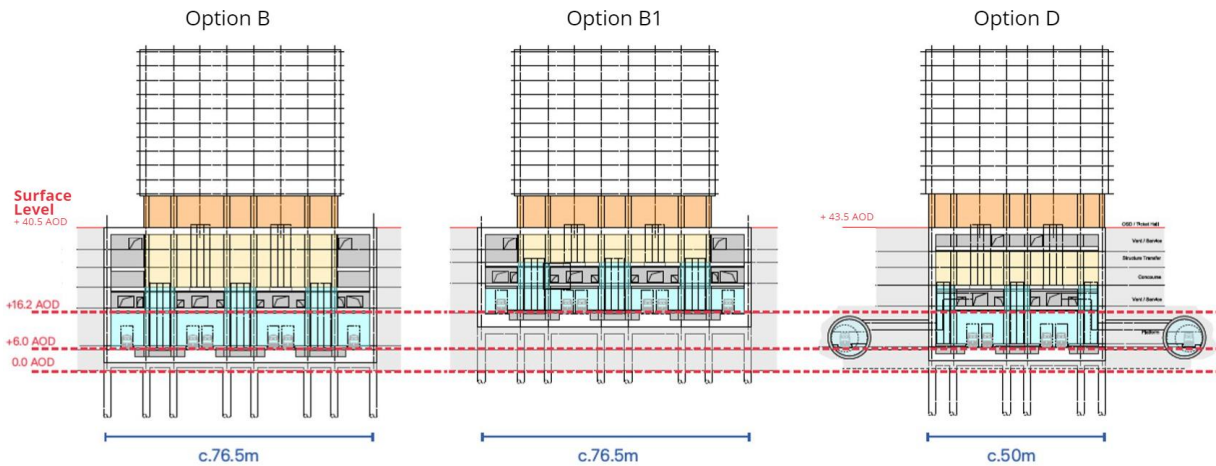 Option B
Option B1
Option D
Surface
Level
+ 40.5 AOD
+ 43.5 AOD
OSD / Ticket Hall
Vent / Service
Structure Transfer
Concourse
Vent / Service
Platform
+16.2 AOD
+6.0 AOD
0.0 AOD
c.76.5m
c.76.5m
c.50m